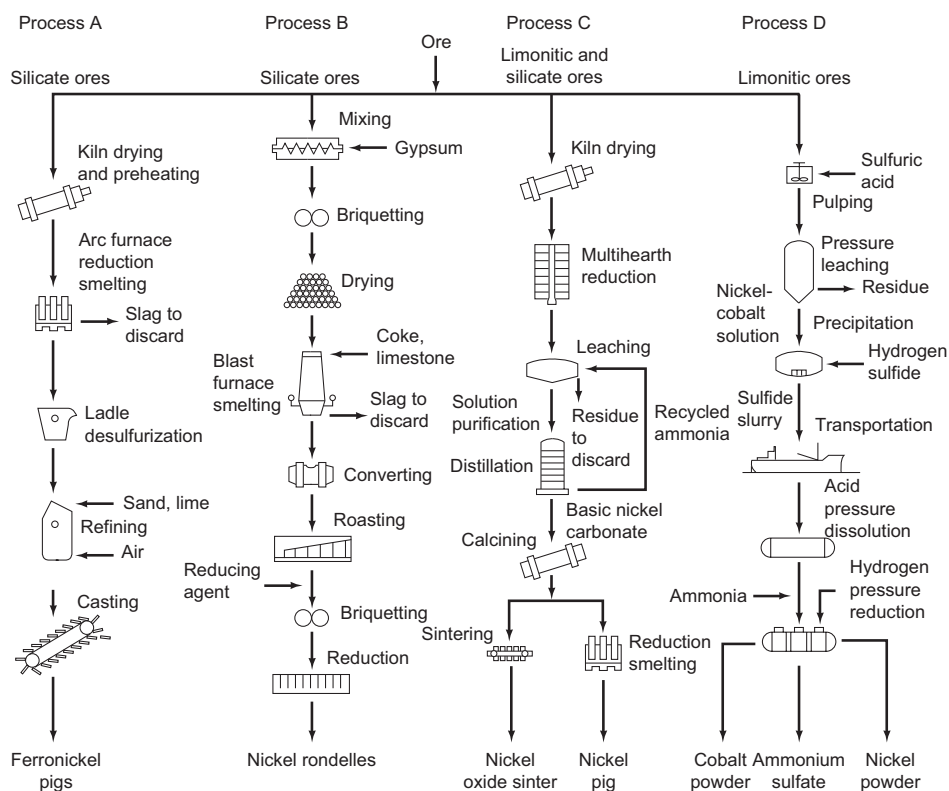 Process A
Process B
Process C
Process D
Ore
Silicate ores
Silicate ores
Limonitic and
silicate ores
Limonitic ores
Kiln drying
and preheating
Arc furnace
reduction
smelting
Slag to
discard
Ladle
desulfurization
Sand, lime
Refining
Air
Casting
Ferronickel
pigs
Mixing
Gypsum
Briquetting
Drying
Coke,
limestone
Blast
furnace
smelting
Slag to
discard
Converting
Roasting
Reducing
agent
Briquetting
Reduction
Nickel rondelles
Kiln drying
Multihearth
reduction
Leaching
Solution
purification
Residue
to
discard
Recycled
ammonia
Distillation
Basic nickel
carbonate
Calcining
Sintering
Reduction
smelting
Nickel
oxide sinter
Nickel
pig
Sulfuric
acid
Pulping
Pressure
leaching
Residue
Nickel-
cobalt
solution
Precipitation
Hydrogen
sulfide
Sulfide
slurry
Transportation
Acid
pressure
dissolution
Ammonia
Hydrogen
pressure
reduction
Cobalt
powder
Ammonium
sulfate
Nickel
powder